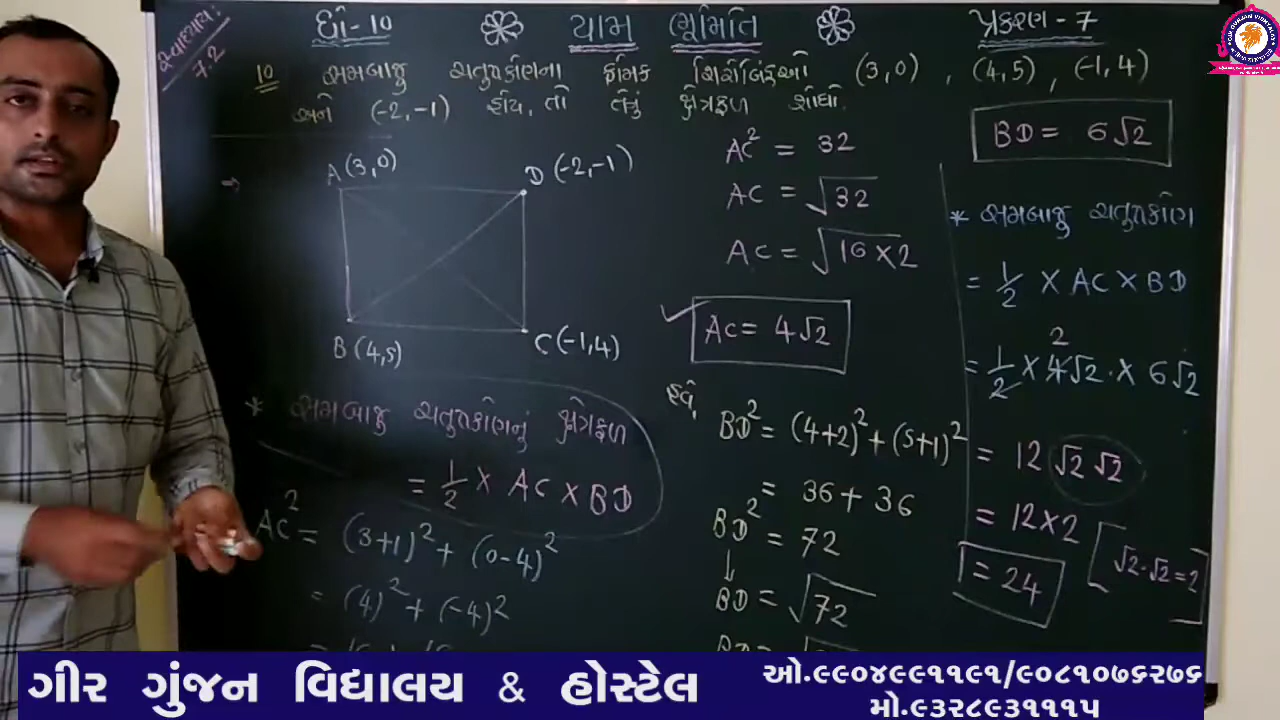 સ્વાધ્યાય: 7.2
ધો-10 યામ ભૂમિતિ પ્રકરણ - 7
10 સમબાજુ ચતુષ્કોણના ક્રમિક શિરોબિંદુઓ (3,0) , (4,5) , (-1,4)
અને (-2,-1) હોય, તો તેનું ક્ષેત્રફળ શોધો.
⇒
A (3,0)
D (-2,-1)
B (4,5)
C (-1,4)
* સમબાજુ ચતુષ્કોણનું ક્ષેત્રફળ
= 1/2 × AC × BD
AC² = (3+1)² + (0-4)²
= (4)² + (-4)²
AC² = 32
AC = √32
AC = √16×2
✓ AC = 4√2
હવે,
BD² = (4+2)² + (5+1)²
= 36 + 36
BD² = 72
↓
BD = √72
BD = 6√2
* સમબાજુ ચતુષ્કોણ
= 1/2 × AC × BD
2
= 1/2 × 4√2 · × 6√2
= 12 √2 √2
= 12×2
[√2·√2=2]
= 24
ગીર ગુંજન વિદ્યાલય & હોસ્ટેલ
ઓ.૯૯૦૪૯૯૧૧૯૧/૯૦૮૧૦૭૬૨૭૬
મો.૯૩૨૮૯૩૧૧૧૫